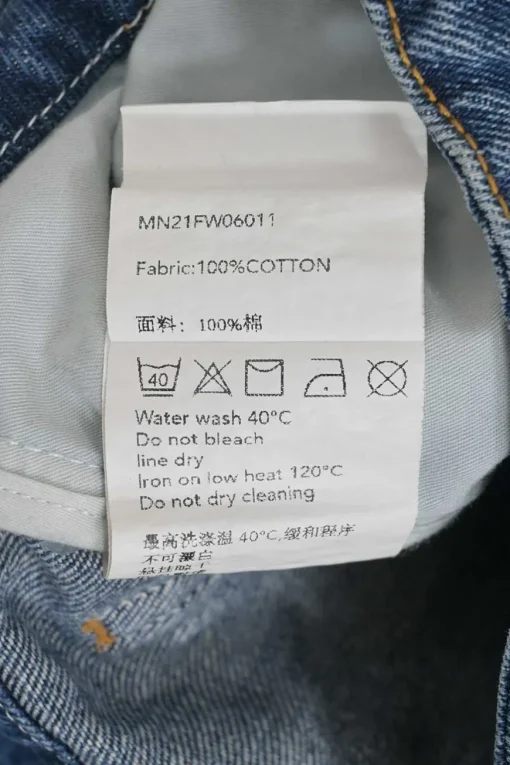 MN21FW06011
Fabric:100%COTTON
面料：100%棉
40
Water wash 40°C
Do not bleach
line dry
Iron on low heat 120°C
Do not dry cleaning
最高洗涤温 40°C,缓和程序
不可漂白